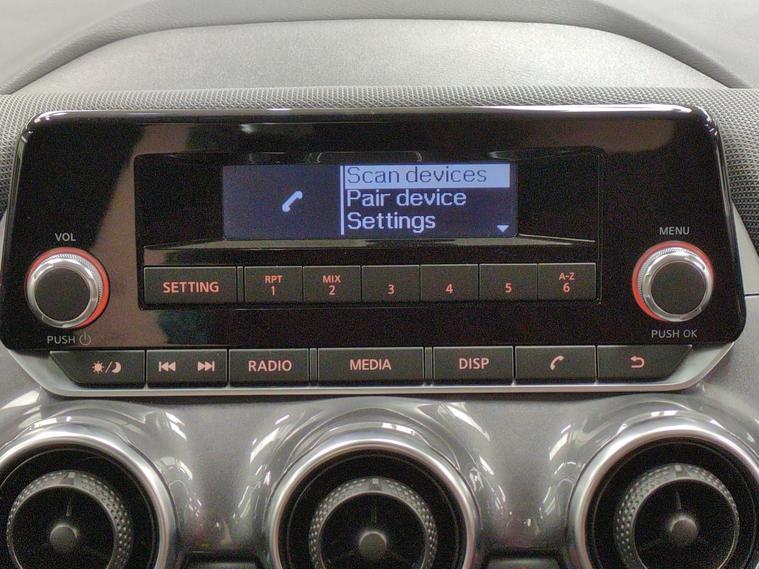 Scan devices
Pair device
Settings
VOL
MENU
SETTING
RPT
1
MIX
2
3
4
5
A-Z
6
PUSH
PUSH OK
RADIO
MEDIA
DISP